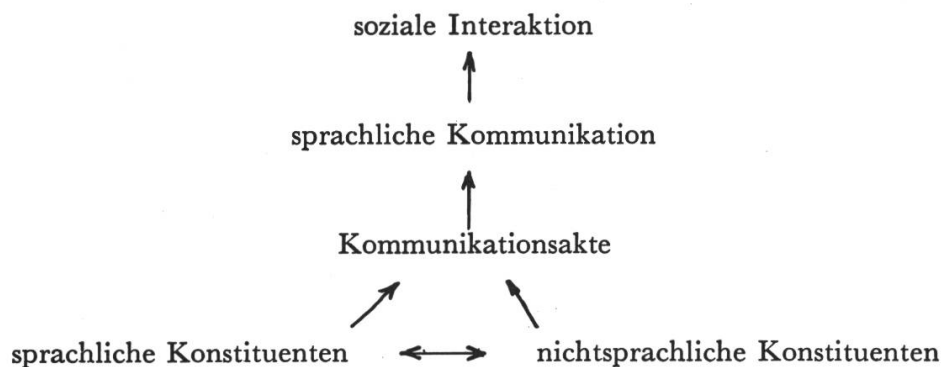 soziale Interaktion
sprachliche Kommunikation
Kommunikationsakte
sprachliche Konstituenten nichtsprachliche Konstituenten